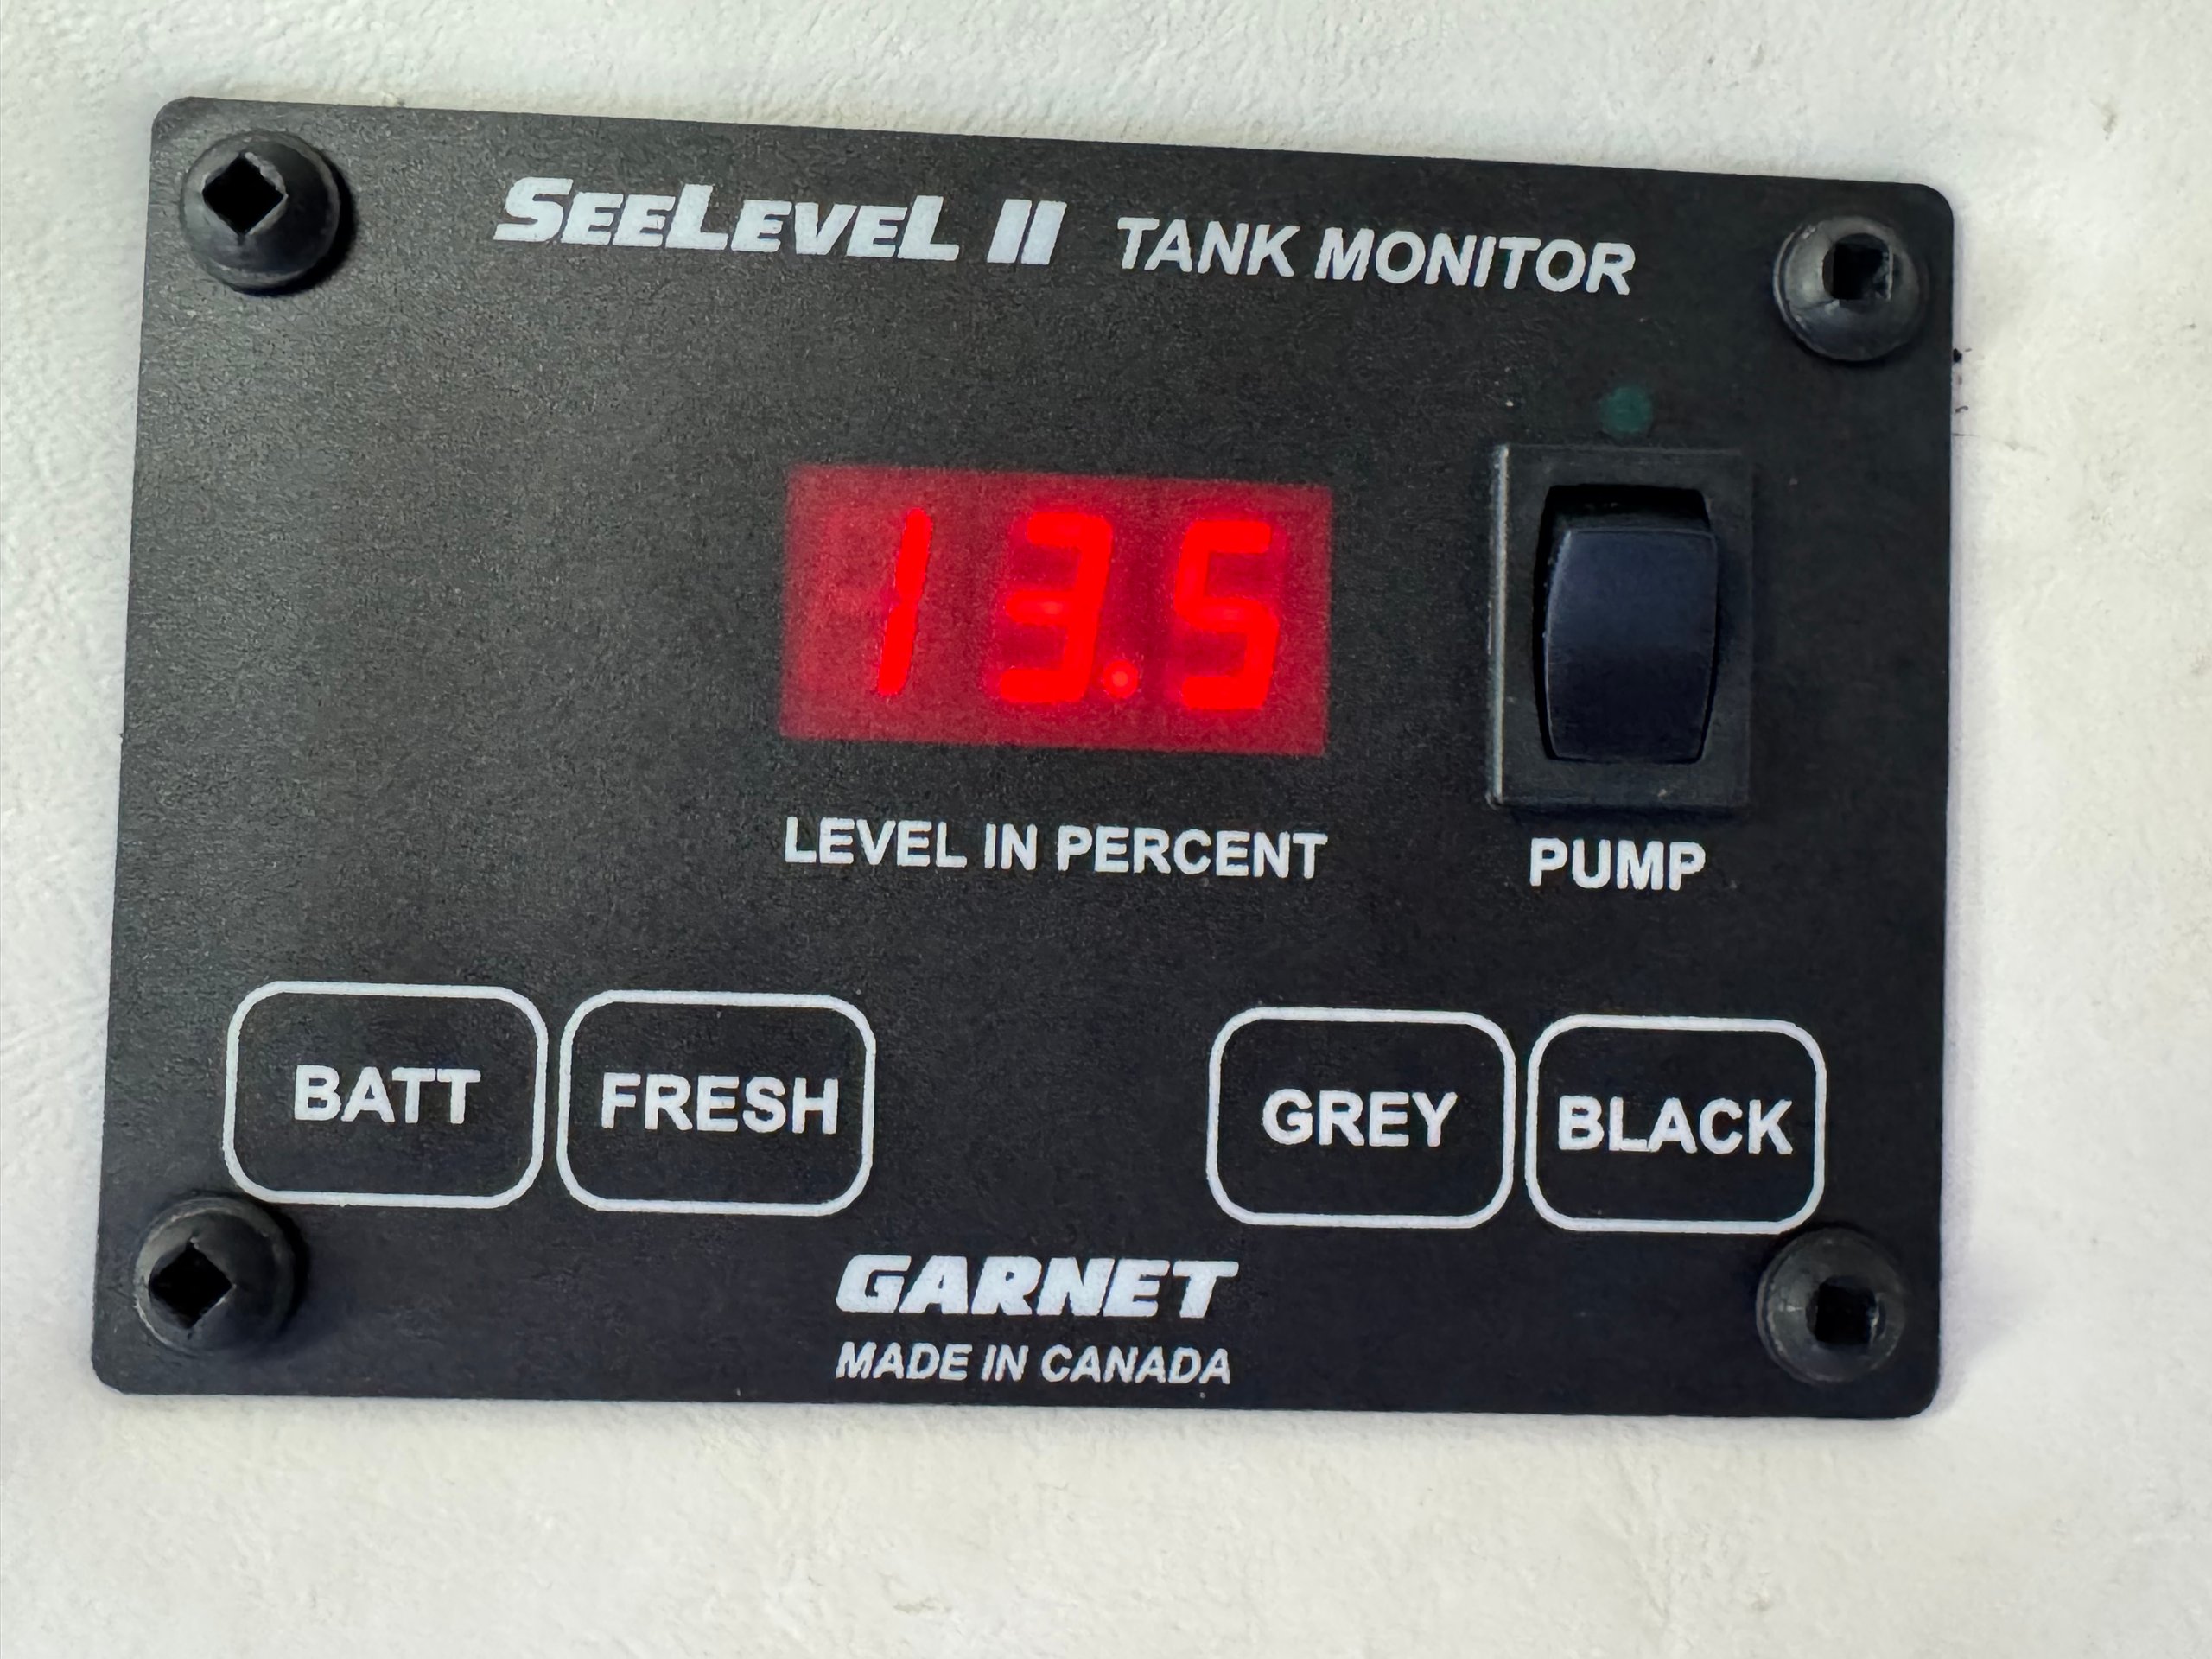 SEELEVEL II TANK MONITOR
13.5
LEVEL IN PERCENT
PUMP
BATT FRESH GREY BLACK
GARNET
MADE IN CANADA